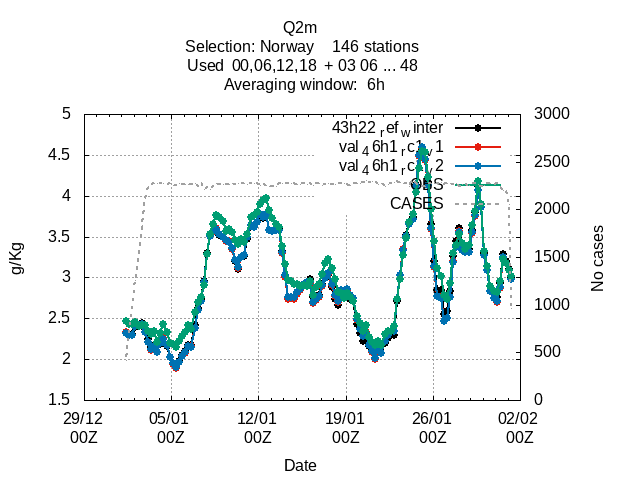 Q2m
Selection: Norway 146 stations
Used 00,06,12,18 + 03 06 ... 48
Averaging window: 6h
43h22_ref_winter
val_46h1_rc1_v1
val_46h1_rc1_v2
OBS
CASES
5
4.5
4
3.5
3
2.5
2
1.5
3000
2500
2000
1500
1000
500
0
g/Kg
No cases
29/12 05/01 12/01 19/01 26/01 02/02
00Z 00Z 00Z 00Z 00Z 00Z
Date